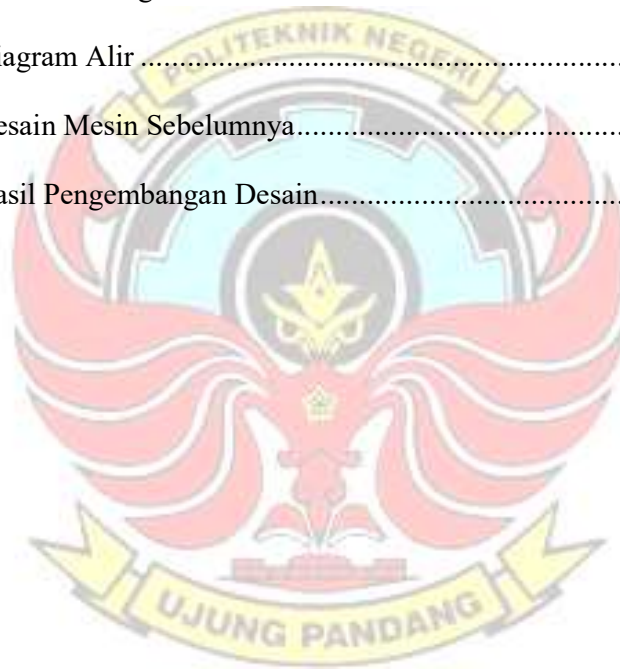 POLITEKNIK NEGERI
iagram Alir ......................................................................
esain Mesin Sebelumnya...............................................
asil Pengembangan Desain............................................
UJUNG PANDANG